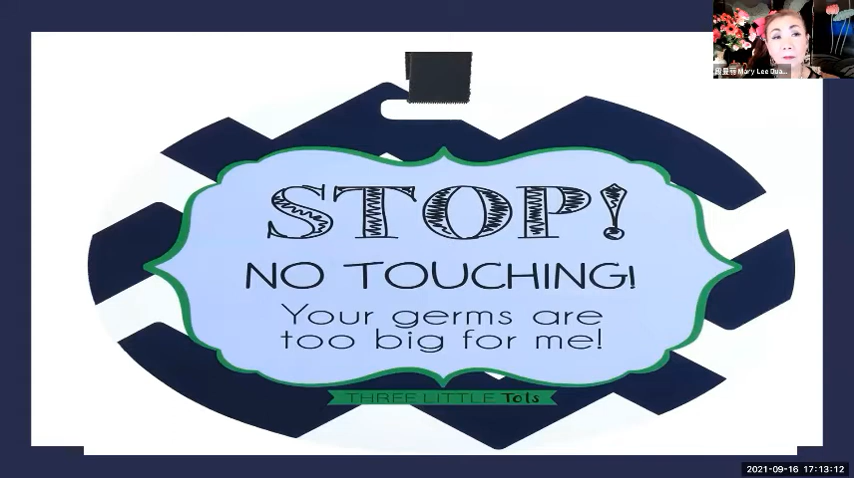 STOP!
NO TOUCHING!
Your germs are
too big for me!
THREE LITTLE Tots
Mary Lee Qua...
2021-09-16 17:13:12